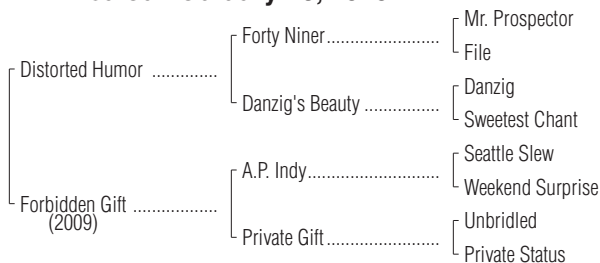 Mr. Prospector
Forty Niner
File
Distorted Humor
Danzig
Danzig's Beauty
Sweetest Chant
Seattle Slew
A.P. Indy
Weekend Surprise
Forbidden Gift
(2009)
Unbridled
Private Gift
Private Status